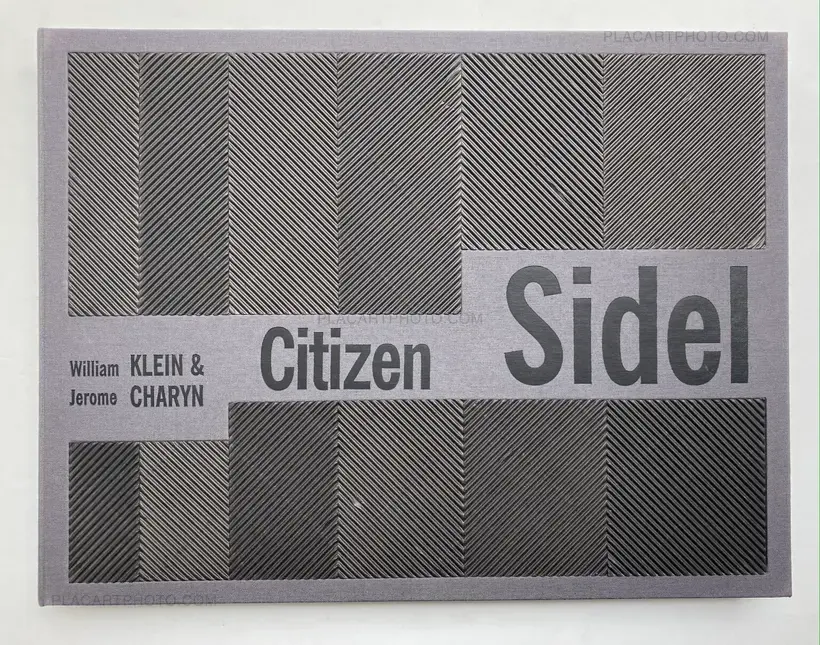 PLACARTPHOTO.COM
Sidel
PLACARTPHOTO.COM
Citizen
William KLEIN &
Jerome CHARYN
PLACARTPHOTO.COM